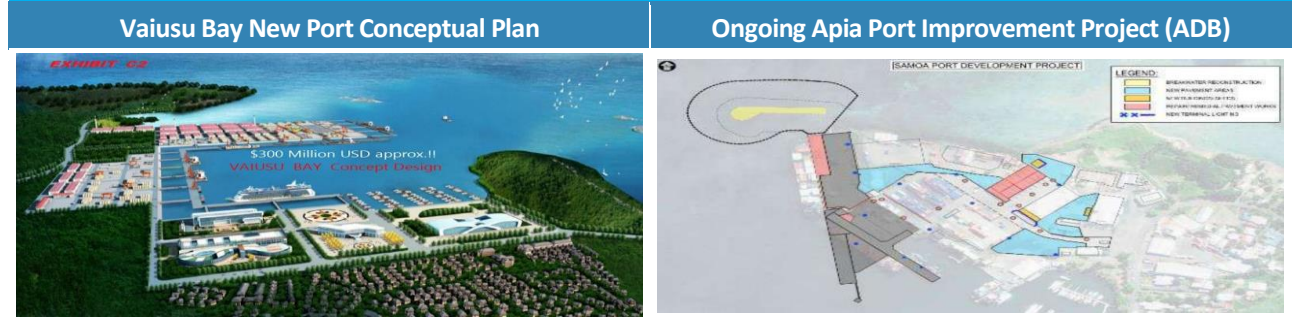 Vaiusu Bay New Port Conceptual Plan
Ongoing Apia Port Improvement Project (ADB)
EXHIBIT C2
$300 Million USD approx.!!
VAIUSU BAY Concept Design
SAMOA PORT DEVELOPMENT PROJECT
LEGEND:
BREAKWATER RECONSTRUCTION
NEW PAVEMENT AREAS
NEW TERMINAL LIGHTING